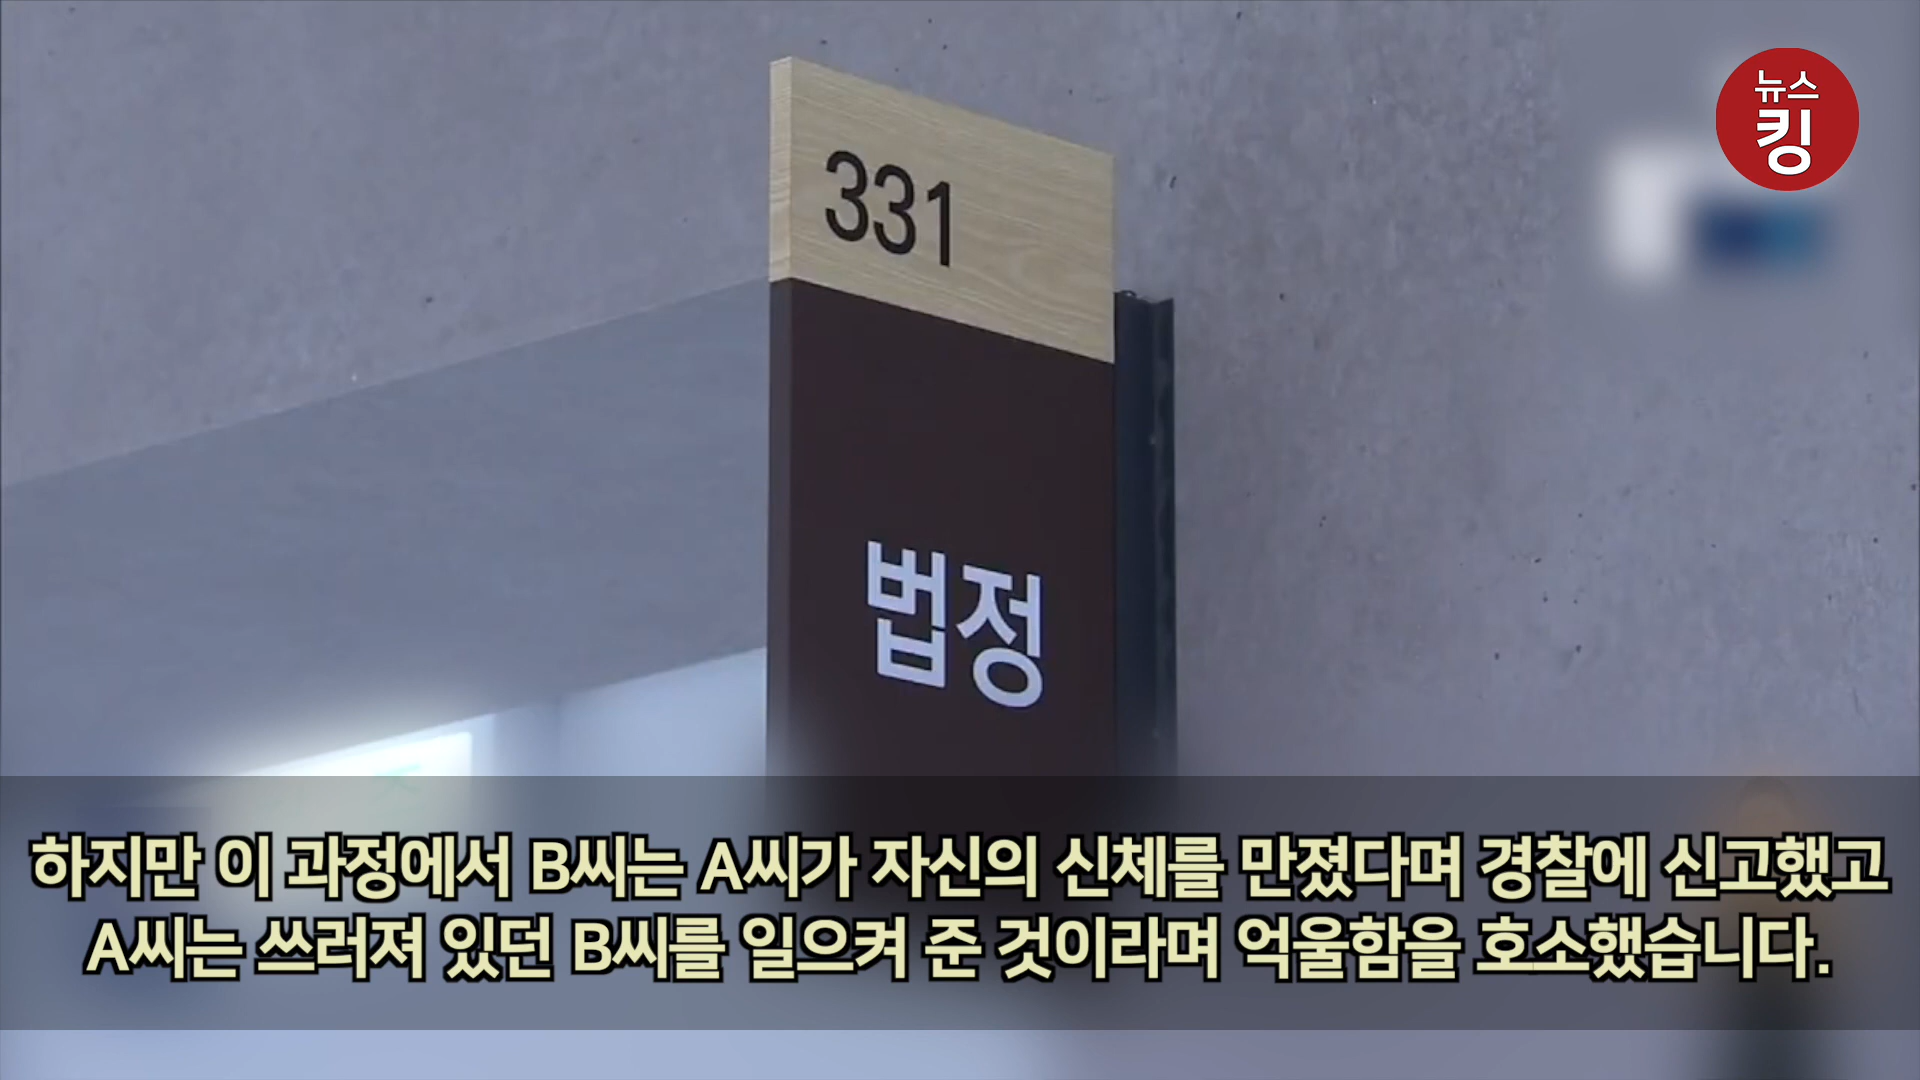 뉴스
킹
331
법정
하지만 이 과정에서 B씨는 A씨가 자신의 신체를 만졌다며 경찰에 신고했고
A씨는 쓰러져 있던 B씨를 일으켜 준 것이라며 억울함을 호소했습니다.